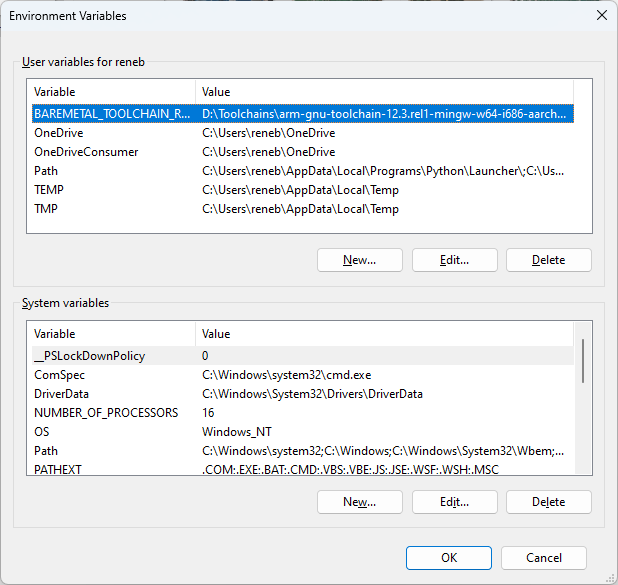 Environment Variables
User variables for reneb
Variable Value
BAREMETAL_TOOLCHAIN_R... D:\Toolchains\arm-gnu-toolchain-12.3.rel1-mingw-w64-i686-aarch...
OneDrive C:\Users\reneb\OneDrive
OneDriveConsumer C:\Users\reneb\OneDrive
Path C:\Users\reneb\AppData\Local\Programs\Python\Launcher\;C:\Us...
TEMP C:\Users\reneb\AppData\Local\Temp
TMP C:\Users\reneb\AppData\Local\Temp
New... Edit... Delete
System variables
Variable Value
__PSLockDownPolicy 0
ComSpec C:\Windows\system32\cmd.exe
DriverData C:\Windows\System32\Drivers\DriverData
NUMBER_OF_PROCESSORS 16
OS Windows_NT
Path C:\Windows\system32;C:\Windows;C:\Windows\System32\Wbem;...
PATHEXT .COM;.EXE;.BAT;.CMD;.VBS;.VBE;.JS;.JSE;.WSF;.WSH;.MSC
New... Edit... Delete
OK Cancel